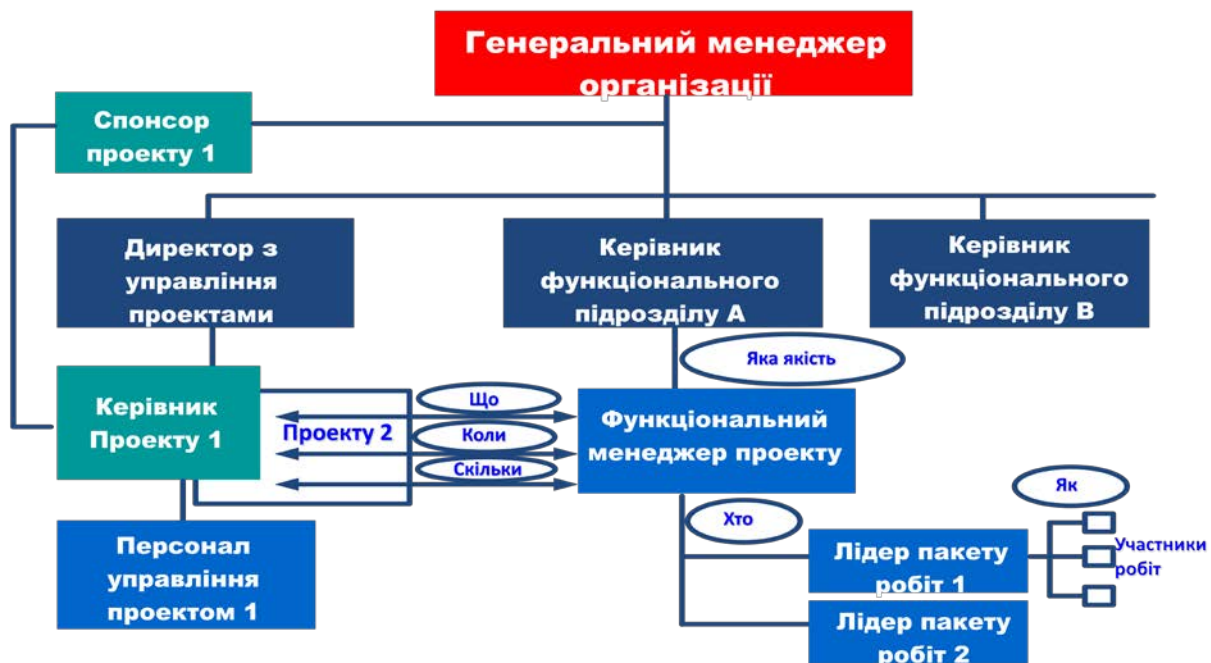 Генеральний менеджер
організації
Спонсор
проекту 1
Директор з
управління
проектами
Керівник
функціонального
підрозділу А
Керівник
функціонального
підрозділу В
Яка якість
Керівник
Проекту 1
Проекту 2
Що
Коли
Скільки
Функціональний
менеджер проекту
Хто
Як
Персонал
управління
проектом 1
Лідер пакету
робіт 1
Участники
робіт
Лідер пакету
робіт 2